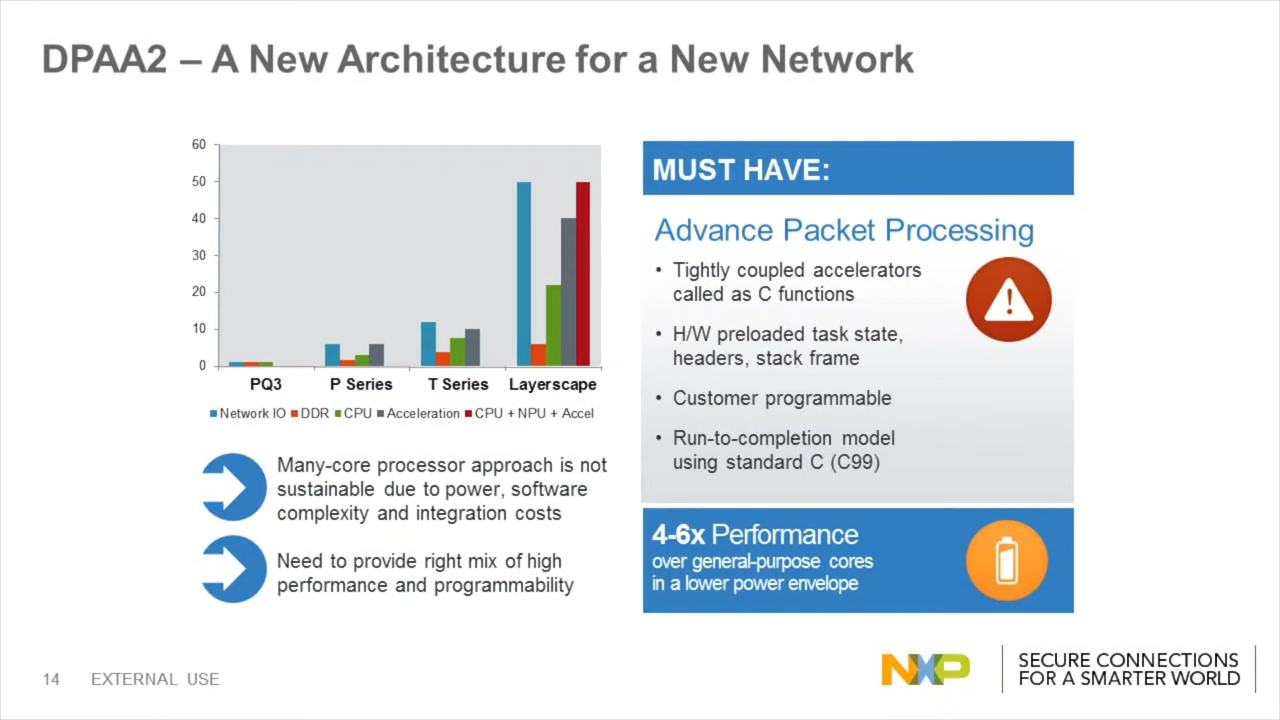 DPAA2 – A New Architecture for a New Network
60
50
40
30
20
10
0
PQ3
P Series
T Series
Layerscape
Network IO
DDR
CPU
Acceleration
CPU + NPU + Accel
Many-core processor approach is not
sustainable due to power, software
complexity and integration costs
Need to provide right mix of high
performance and programmability
MUST HAVE:
Advance Packet Processing
• Tightly coupled accelerators
called as C functions
• H/W preloaded task state,
headers, stack frame
• Customer programmable
• Run-to-completion model
using standard C (C99)
4-6x Performance
over general-purpose cores
in a lower power envelope
14 EXTERNAL USE
NXP
SECURE CONNECTIONS
FOR A SMARTER WORLD